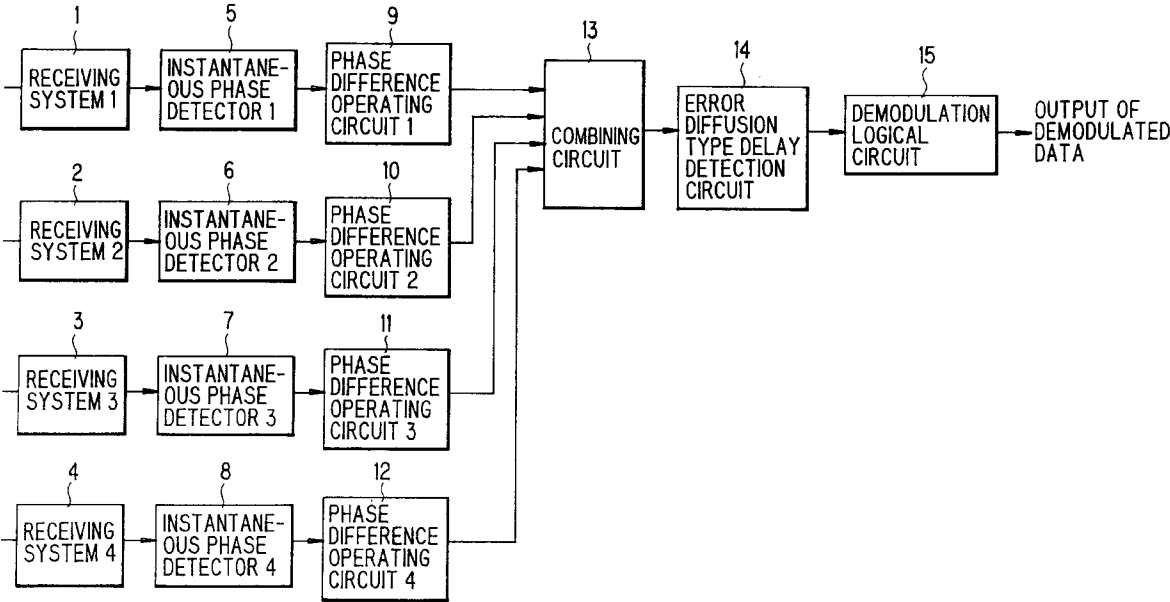 1
RECEIVING
SYSTEM 1
5
INSTANTANE-
OUS PHASE
DETECTOR 1
9
PHASE
DIFFERENCE
OPERATING
CIRCUIT 1
13
COMBINING
CIRCUIT
14
ERROR
DIFFUSION
TYPE DELAY
DETECTION
CIRCUIT
15
DEMODULATION
LOGICAL
CIRCUIT
OUTPUT OF
DEMODULATED
DATA
2
RECEIVING
SYSTEM 2
6
INSTANTANE-
OUS PHASE
DETECTOR 2
10
PHASE
DIFFERENCE
OPERATING
CIRCUIT 2
3
RECEIVING
SYSTEM 3
7
INSTANTANE-
OUS PHASE
DETECTOR 3
11
PHASE
DIFFERENCE
OPERATING
CIRCUIT 3
4
RECEIVING
SYSTEM 4
8
INSTANTANE-
OUS PHASE
DETECTOR 4
12
PHASE
DIFFERENCE
OPERATING
CIRCUIT 4